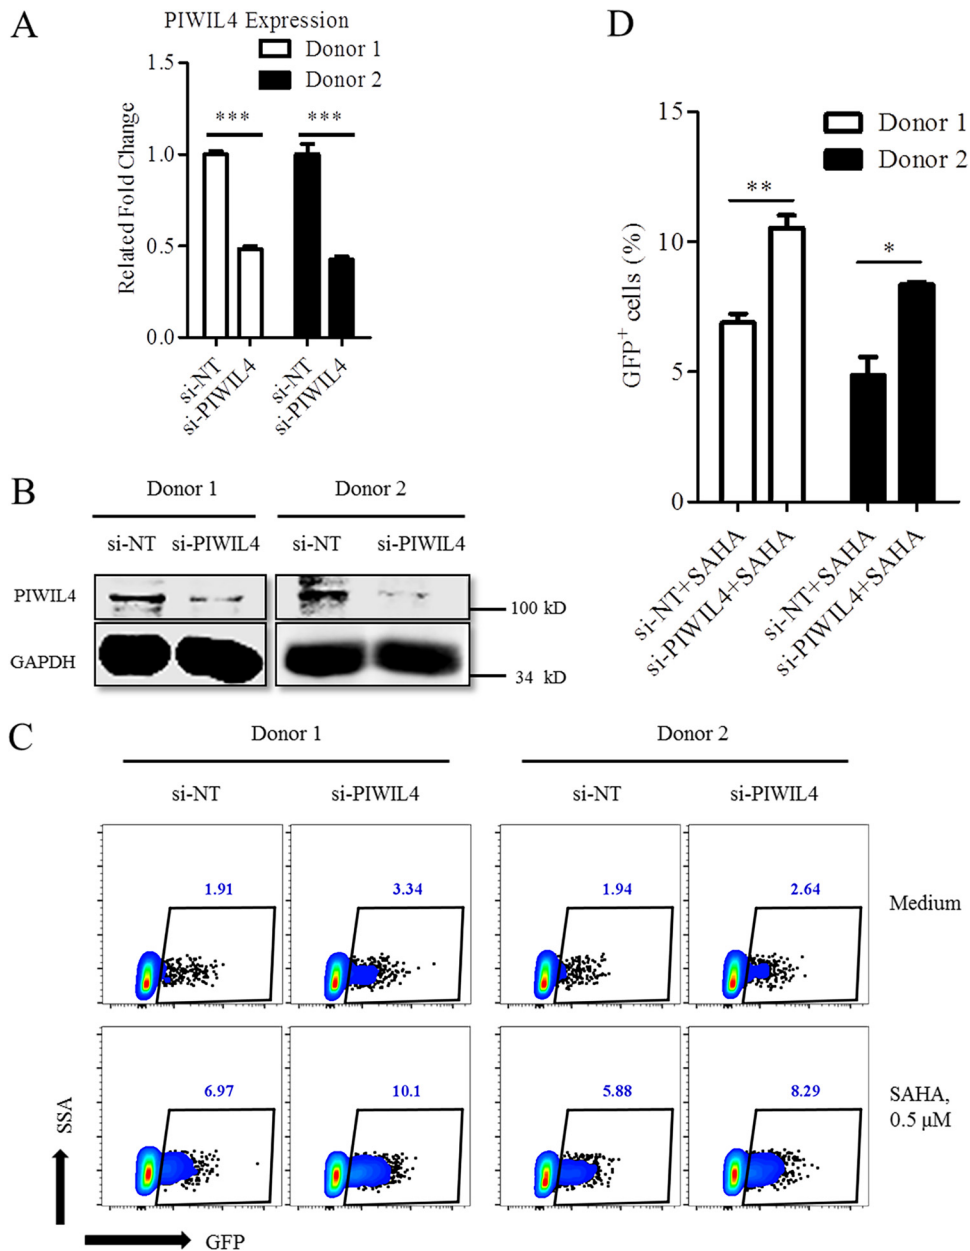 A
PIWIL4 Expression
Donor 1
Donor 2
Related Fold Change
1.5
1.0
0.5
0.0
***
***
si-NT
si-PIWIL4
si-NT
si-PIWIL4
D
Donor 1
Donor 2
GFP+ cells (%)
15
10
5
0
**
*
si-NT+SAHA
si-PIWIL4+SAHA
si-NT+SAHA
si-PIWIL4+SAHA
B
Donor 1
Donor 2
si-NT
si-PIWIL4
si-NT
si-PIWIL4
PIWIL4
100 kD
GAPDH
34 kD
C
Donor 1
Donor 2
si-NT
si-PIWIL4
si-NT
si-PIWIL4
1.91
3.34
1.94
2.64
Medium
6.97
10.1
5.88
8.29
SAHA,
0.5 μM
SSA
GFP